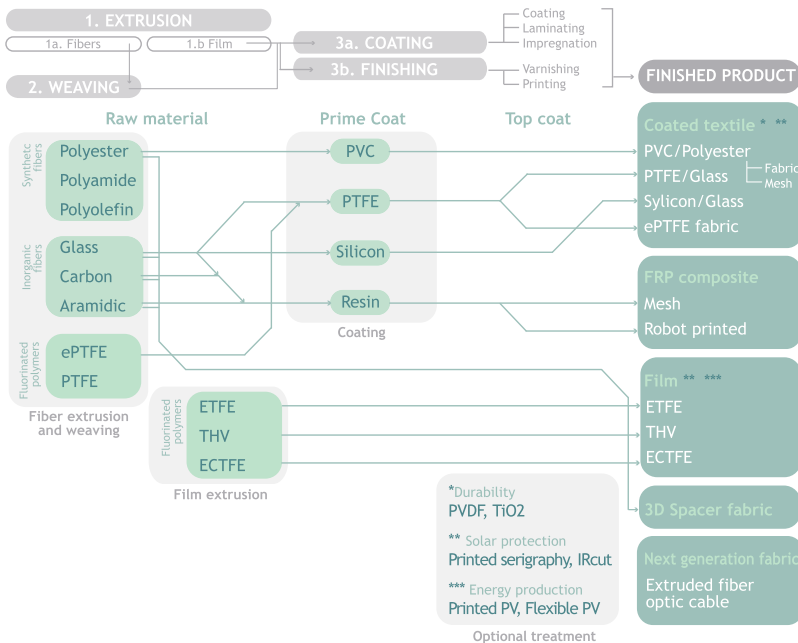 1. EXTRUSION
1a. Fibers
1.b Film
2. WEAVING
3a. COATING
3b. FINISHING
Coating
Laminating
Impregnation
Varnishing
Printing
FINISHED PRODUCT
Raw material
Prime Coat
Top coat
Synthetc
fibers
Polyester
Polyamide
Polyolefin
Inorganic
fibers
Glass
Carbon
Aramidic
Fluorinated
polymers
ePTFE
PTFE
Fiber extrusion
and weaving
PVC
PTFE
Silicon
Resin
Coating
Fluorinated
polymers
ETFE
THV
ECTFE
Film extrusion
Coated textile * **
PVC/Polyester
PTFE/Glass
Fabric
Mesh
Sylicon/Glass
ePTFE fabric
FRP composite
Mesh
Robot printed
Film ** ***
ETFE
THV
ECTFE
3D Spacer fabric
Next generation fabric
Extruded fiber
optic cable
*Durability
PVDF, TiO2
** Solar protection
Printed serigraphy, IRcut
*** Energy production
Printed PV, Flexible PV
Optional treatment